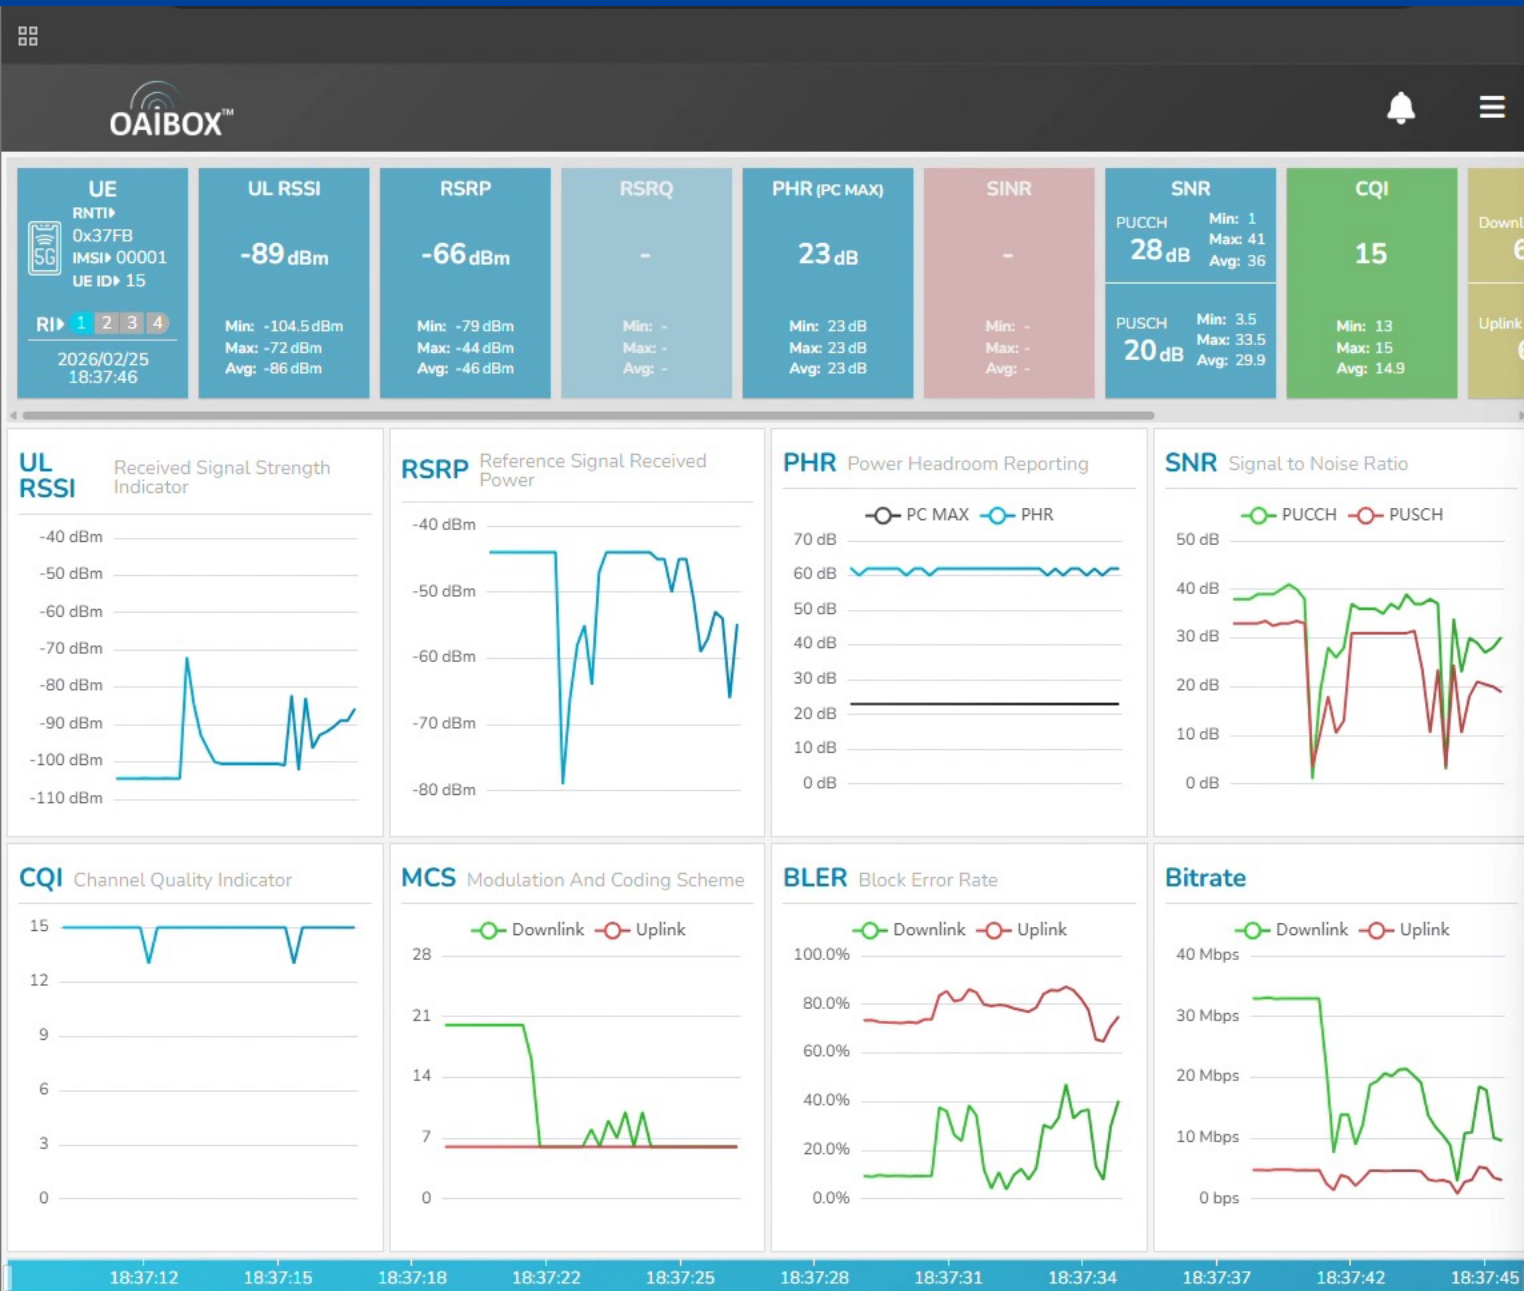 OAIBOX™
UE
RNTI
0x37FB
IMSI 00001
UE ID 15
5G
RI 1 2 3 4
2026/02/25
18:37:46
UL RSSI
-89 dBm
Min: -104.5 dBm
Max: -72 dBm
Avg: -86 dBm
RSRP
-66 dBm
Min: -79 dBm
Max: -44 dBm
Avg: -46 dBm
RSRQ
-
Min: -
Max: -
Avg: -
PHR (PC MAX)
23 dB
Min: 23 dB
Max: 23 dB
Avg: 23 dB
SINR
-
Min: -
Max: -
Avg: -
SNR
PUCCH
28 dB
Min: 1
Max: 41
Avg: 36
PUSCH
20 dB
Min: 3.5
Max: 33.5
Avg: 29.9
CQI
15
Min: 13
Max: 15
Avg: 14.9
Downl
Uplink
UL RSSI
Received Signal Strength
Indicator
-40 dBm
-50 dBm
-60 dBm
-70 dBm
-80 dBm
-90 dBm
-100 dBm
-110 dBm
RSRP
Reference Signal Received
Power
-40 dBm
-50 dBm
-60 dBm
-70 dBm
-80 dBm
PHR Power Headroom Reporting
PC MAX PHR
70 dB
60 dB
50 dB
40 dB
30 dB
20 dB
10 dB
0 dB
SNR Signal to Noise Ratio
PUCCH PUSCH
50 dB
40 dB
30 dB
20 dB
10 dB
0 dB
CQI Channel Quality Indicator
15
12
9
6
3
0
MCS Modulation And Coding Scheme
Downlink Uplink
28
21
14
7
0
BLER Block Error Rate
Downlink Uplink
100.0%
80.0%
60.0%
40.0%
20.0%
0.0%
Bitrate
Downlink Uplink
40 Mbps
30 Mbps
20 Mbps
10 Mbps
0 bps
18:37:12 18:37:15 18:37:18 18:37:22 18:37:25 18:37:28 18:37:31 18:37:34 18:37:37 18:37:42 18:37:45